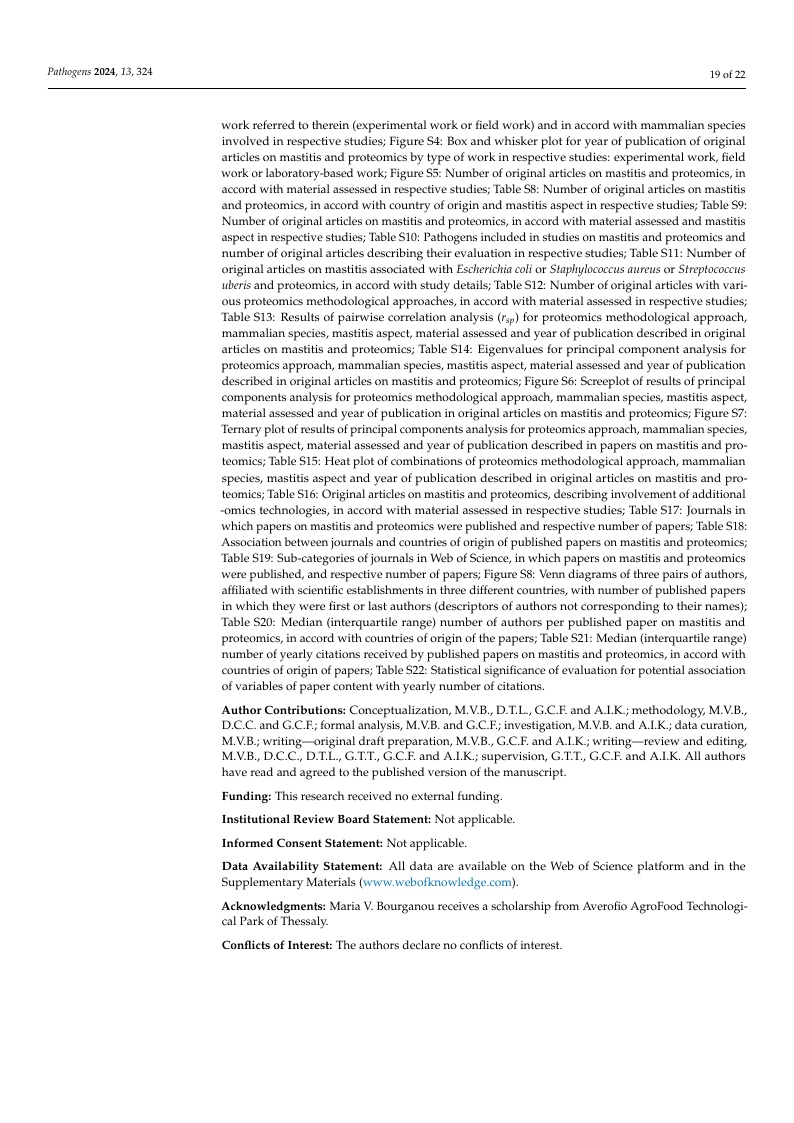 Pathogens 2024, 13, 324
19 of 22
work referred to therein (experimental work or field work) and in accord with mammalian species
involved in respective studies; Figure S4: Box and whisker plot for year of publication of original
articles on mastitis and proteomics by type of work in respective studies: experimental work, field
work or laboratory-based work; Figure S5: Number of original articles on mastitis and proteomics, in
accord with material assessed in respective studies; Table S8: Number of original articles on mastitis
and proteomics, in accord with country of origin and mastitis aspect in respective studies; Table S9:
Number of original articles on mastitis and proteomics, in accord with material assessed and mastitis
aspect in respective studies; Table S10: Pathogens included in studies on mastitis and proteomics and
number of original articles describing their evaluation in respective studies; Table S11: Number of
original articles on mastitis associated with Escherichia coli or Staphylococcus aureus or Streptococcus
uberis and proteomics, in accord with study details; Table S12: Number of original articles with vari-
ous proteomics methodological approaches, in accord with material assessed in respective studies;
Table S13: Results of pairwise correlation analysis (rsp) for proteomics methodological approach,
mammalian species, mastitis aspect, material assessed and year of publication described in original
articles on mastitis and proteomics; Table S14: Eigenvalues for principal component analysis for
proteomics approach, mammalian species, mastitis aspect, material assessed and year of publication
described in original articles on mastitis and proteomics; Figure S6: Screeplot of results of principal
components analysis for proteomics methodological approach, mammalian species, mastitis aspect,
material assessed and year of publication in original articles on mastitis and proteomics; Figure S7:
Ternary plot of results of principal components analysis for proteomics approach, mammalian species,
mastitis aspect, material assessed and year of publication described in papers on mastitis and pro-
teomics; Table S15: Heat plot of combinations of proteomics methodological approach, mammalian
species, mastitis aspect and year of publication described in original articles on mastitis and pro-
teomics; Table S16: Original articles on mastitis and proteomics, describing involvement of additional
-omics technologies, in accord with material assessed in respective studies; Table S17: Journals in
which papers on mastitis and proteomics were published and respective number of papers; Table S18:
Association between journals and countries of origin of published papers on mastitis and proteomics;
Table S19: Sub-categories of journals in Web of Science, in which papers on mastitis and proteomics
were published, and respective number of papers; Figure S8: Venn diagrams of three pairs of authors,
affiliated with scientific establishments in three different countries, with number of published papers
in which they were first or last authors (descriptors of authors not corresponding to their names);
Table S20: Median (interquartile range) number of authors per published paper on mastitis and
proteomics, in accord with countries of origin of the papers; Table S21: Median (interquartile range)
number of yearly citations received by published papers on mastitis and proteomics, in accord with
countries of origin of papers; Table S22: Statistical significance of evaluation for potential association
of variables of paper content with yearly number of citations.
Author Contributions: Conceptualization, M.V.B., D.T.L., G.C.F. and A.I.K.; methodology, M.V.B.,
D.C.C. and G.C.F.; formal analysis, M.V.B. and G.C.F.; investigation, M.V.B. and A.I.K.; data curation,
M.V.B.; writing—original draft preparation, M.V.B., G.C.F. and A.I.K.; writing—review and editing,
M.V.B., D.C.C., D.T.L., G.T.T., G.C.F. and A.I.K.; supervision, G.T.T., G.C.F. and A.I.K. All authors
have read and agreed to the published version of the manuscript.
Funding: This research received no external funding.
Institutional Review Board Statement: Not applicable.
Informed Consent Statement: Not applicable.
Data Availability Statement: All data are available on the Web of Science platform and in the
Supplementary Materials (www.webofknowledge.com).
Acknowledgments: Maria V. Bourganou receives a scholarship from Averofio AgroFood Technologi-
cal Park of Thessaly.
Conflicts of Interest: The authors declare no conflicts of interest.